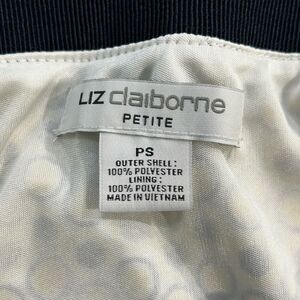 LIZ claiborne
PETITE
PS
OUTER SHELL:
100% POLYESTER
LINING:
100% POLYESTER
MADE IN VIETNAM